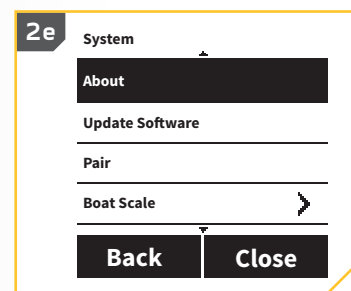 2e
System
About
Update Software
Pair
Boat Scale
Back Close